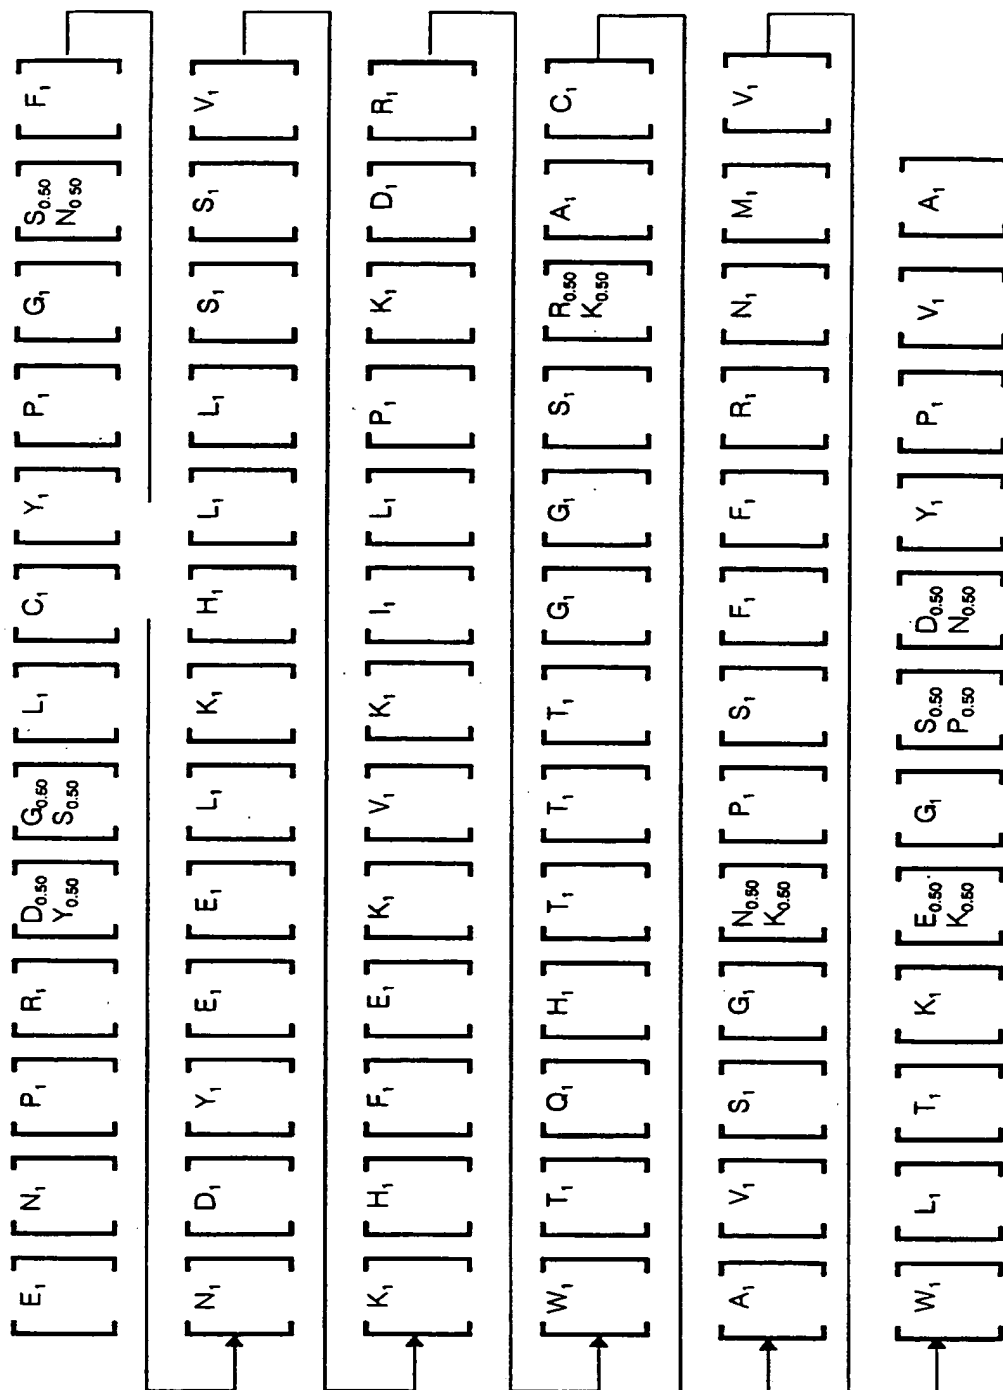 [E₁] [N₁] [P₁] [R₁] [D₀.₅₀ Y₀.₅₀] [G₀.₅₀ S₀.₅₀] [L₁] [C₁] [Y₁] [P₁] [G₁] [S₀.₅₀ N₀.₅₀] [F₁]
[N₁] [D₁] [Y₁] [E₁] [E₁] [L₁] [K₁] [H₁] [L₁] [L₁] [S₁] [S₁] [V₁]
[K₁] [H₁] [F₁] [E₁] [K₁] [V₁] [K₁] [I₁] [L₁] [P₁] [K₁] [D₁] [R₁]
[W₁] [T₁] [Q₁] [H₁] [T₁] [T₁] [T₁] [G₁] [G₁] [S₁] [R₀.₅₀ K₀.₅₀] [A₁] [C₁]
[A₁] [V₁] [S₁] [G₁] [N₀.₅₀ K₀.₅₀] [P₁] [S₁] [F₁] [F₁] [R₁] [N₁] [M₁] [V₁]
[W₁] [L₁] [T₁] [K₁] [E₀.₅₀ K₀.₅₀] [G₁] [S₀.₅₀ P₀.₅₀] [D₀.₅₀ N₀.₅₀] [Y₁] [P₁] [V₁] [A₁]